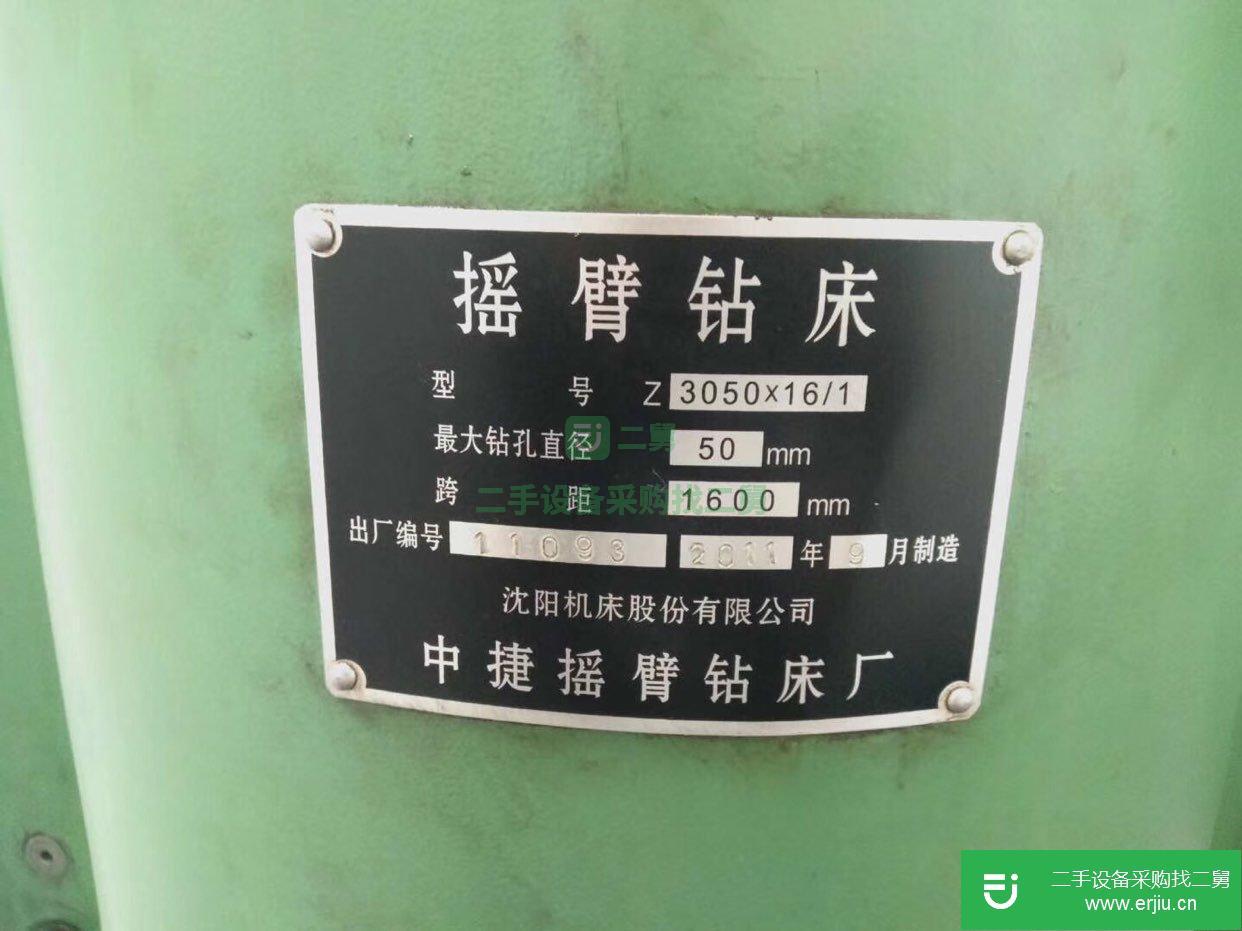 摇臂钻床
型号 Z 3050×16/1
最大钻孔直径 50 mm
二舅
跨距 1600 mm
二手设备采购找二舅
出厂编号 11093 2011 年 9 月制造
沈阳机床股份有限公司
中捷摇臂钻床厂
二手设备采购找二舅
www.erjiu.cn